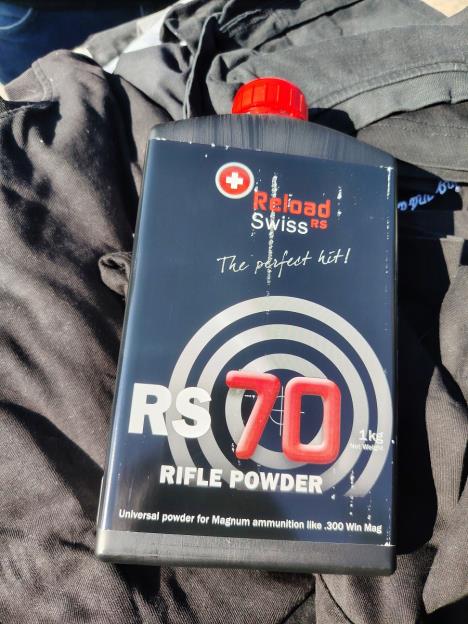 Reload
Swiss RS
The perfect hit!
RS 70
1kg
Net Weight
RIFLE POWDER
Universal powder for Magnum ammunition like .300 Win Mag